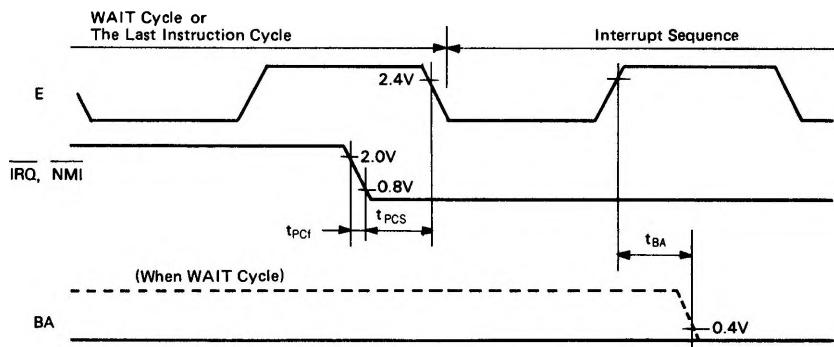 WAIT Cycle or
The Last Instruction Cycle
Interrupt Sequence
E
2.4V
IRQ, NMI
2.0V
0.8V
tPCf
tPCS
tBA
(When WAIT Cycle)
BA
0.4V